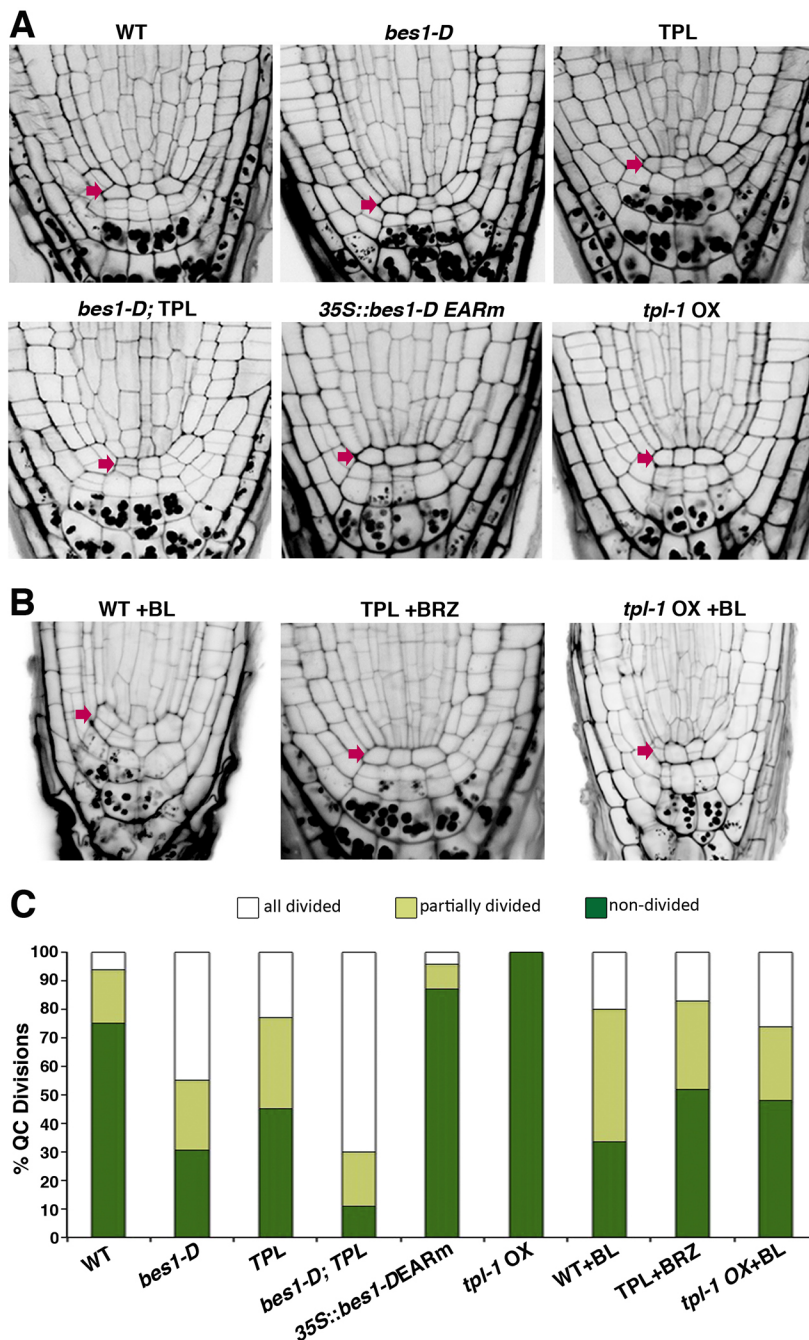 A
WT
bes1-D
TPL
bes1-D; TPL
35S::bes1-D EARm
tpl-1 OX
B
WT +BL
TPL +BRZ
tpl-1 OX +BL
C
all divided
partially divided
non-divided
% QC Divisions
100
90
80
70
60
50
40
30
20
10
0
WT
bes1-D
TPL
bes1-D; TPL
35S::bes1-DEARm
tpl-1 OX
WT+BL
TPL+BRZ
tpl-1 OX+BL